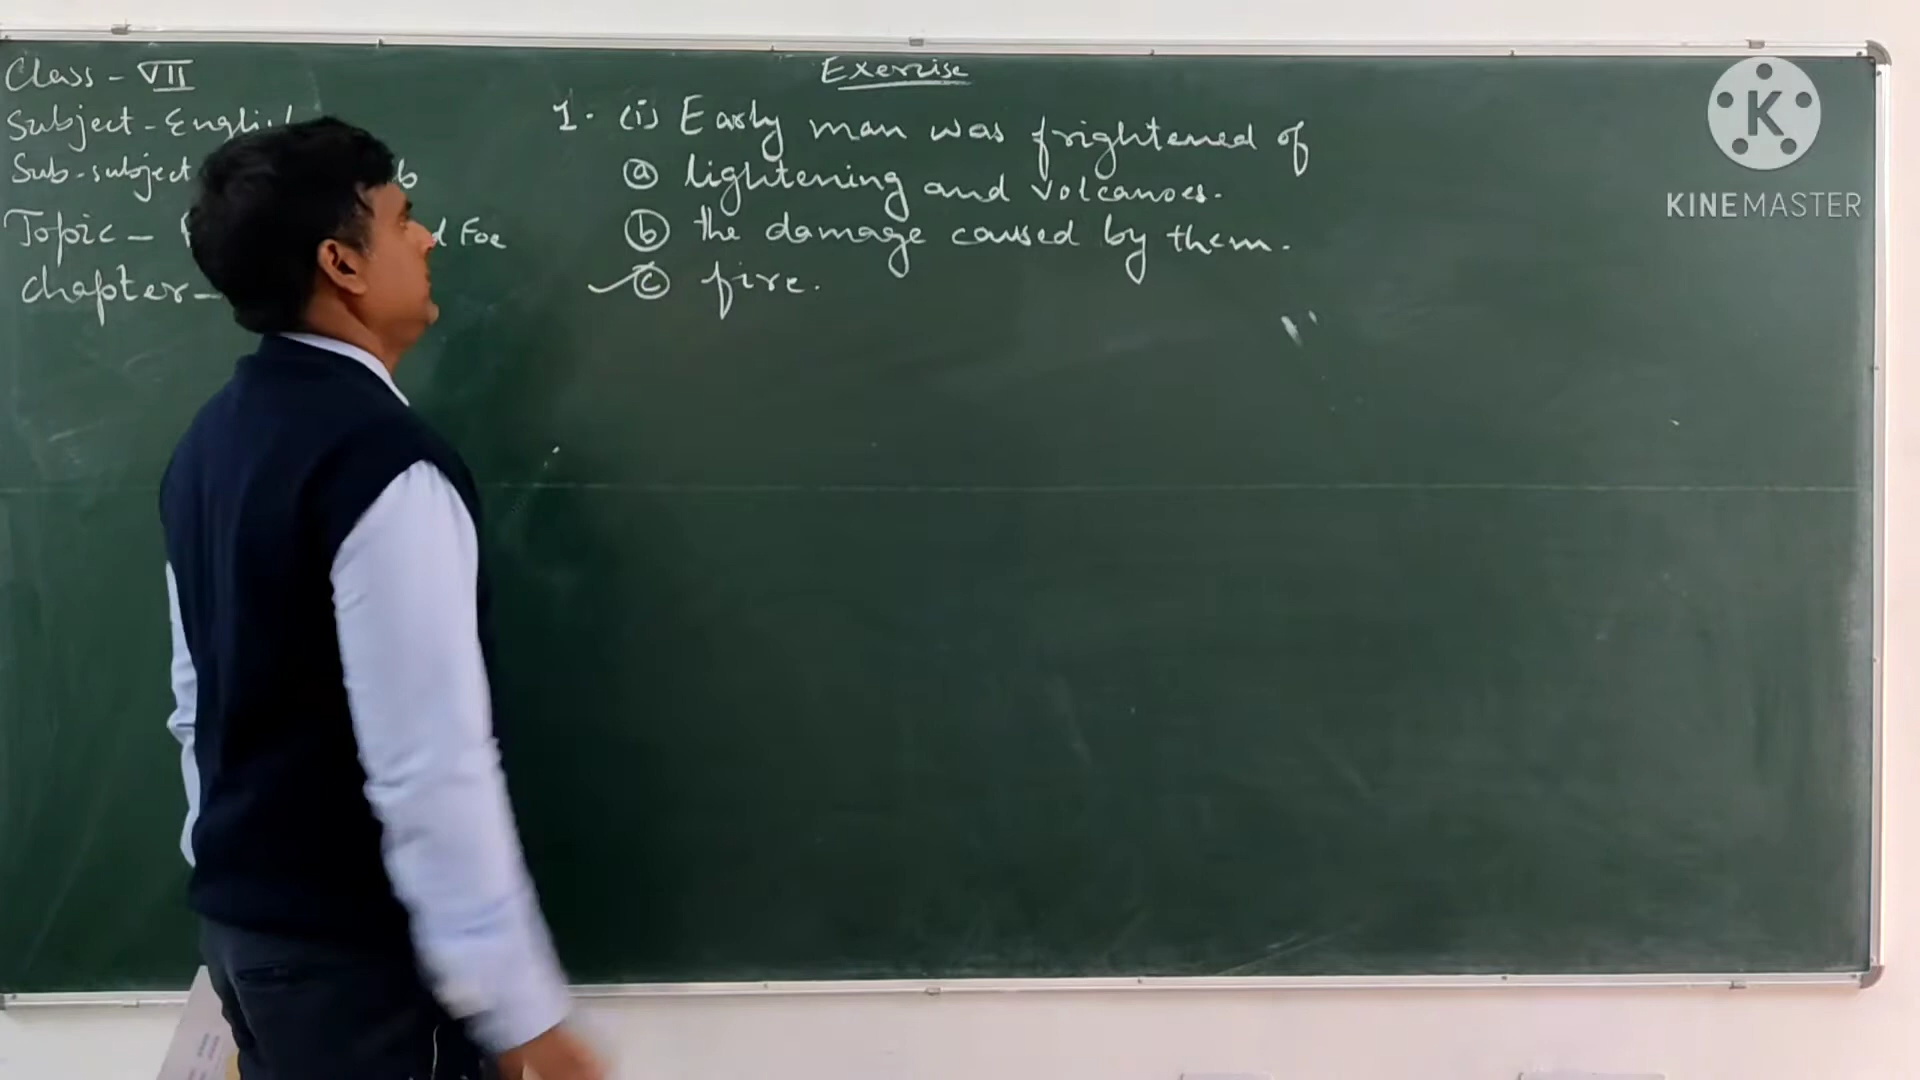 Class - VII
Subject - English
Sub-subject
Topic - Foe
Chapter -
Exercise
1. (i) Early man was frightened of
(a) lightening and volcanoes.
(b) the damage caused by them.
(c) fire.
K
KINEMASTER